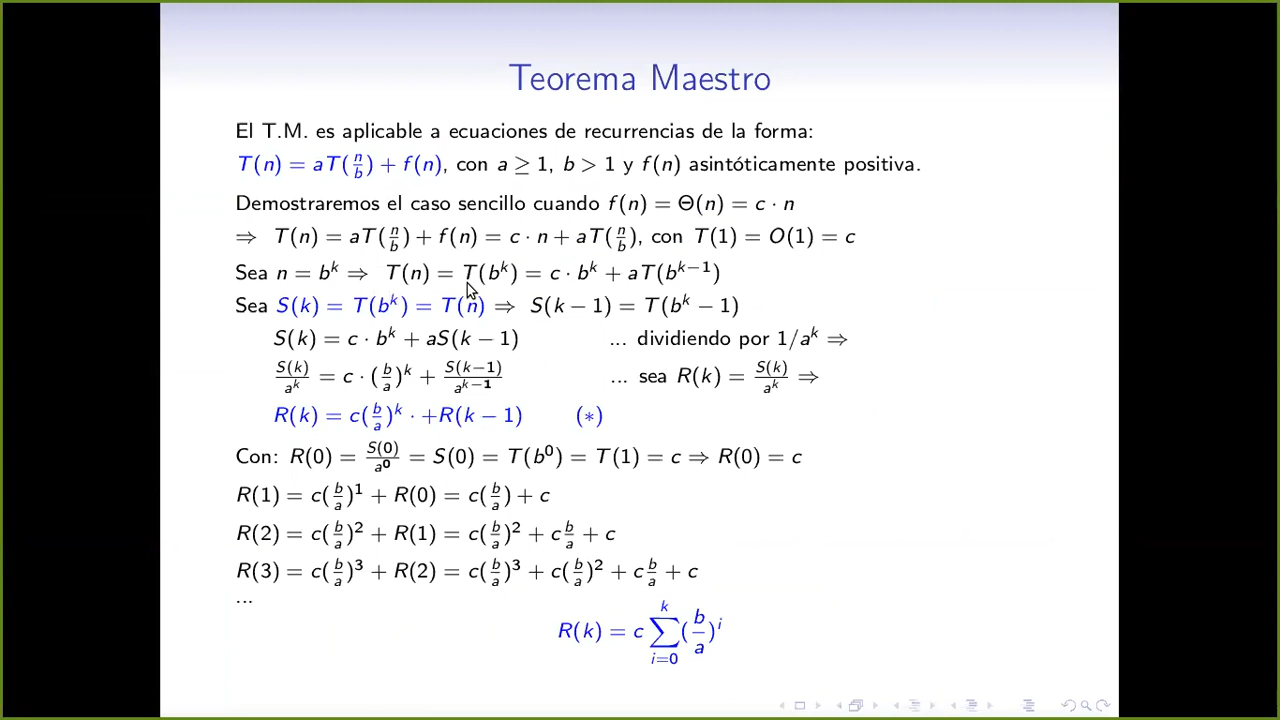 Teorema Maestro
El T.M. es aplicable a ecuaciones de recurrencias de la forma:
T(n) = aT(n/b) + f(n), con a ≥ 1, b > 1 y f(n) asintóticamente positiva.
Demostraremos el caso sencillo cuando f(n) = Θ(n) = c · n
⇒ T(n) = aT(n/b) + f(n) = c · n + aT(n/b), con T(1) = O(1) = c
Sea n = b^k ⇒ T(n) = T(b^k) = c · b^k + aT(b^{k−1})
Sea S(k) = T(b^k) = T(n) ⇒ S(k − 1) = T(b^k − 1)
S(k) = c · b^k + aS(k − 1) ... dividiendo por 1/a^k ⇒
S(k)/a^k = c · (b/a)^k + S(k−1)/a^{k−1} ... sea R(k) = S(k)/a^k ⇒
R(k) = c(b/a)^k · +R(k − 1) (∗)
Con: R(0) = S(0)/a^0 = S(0) = T(b^0) = T(1) = c ⇒ R(0) = c
R(1) = c(b/a)^1 + R(0) = c(b/a) + c
R(2) = c(b/a)^2 + R(1) = c(b/a)^2 + c b/a + c
R(3) = c(b/a)^3 + R(2) = c(b/a)^3 + c(b/a)^2 + c b/a + c
...
R(k) = c ∑_{i=0}^{k} (b/a)^i